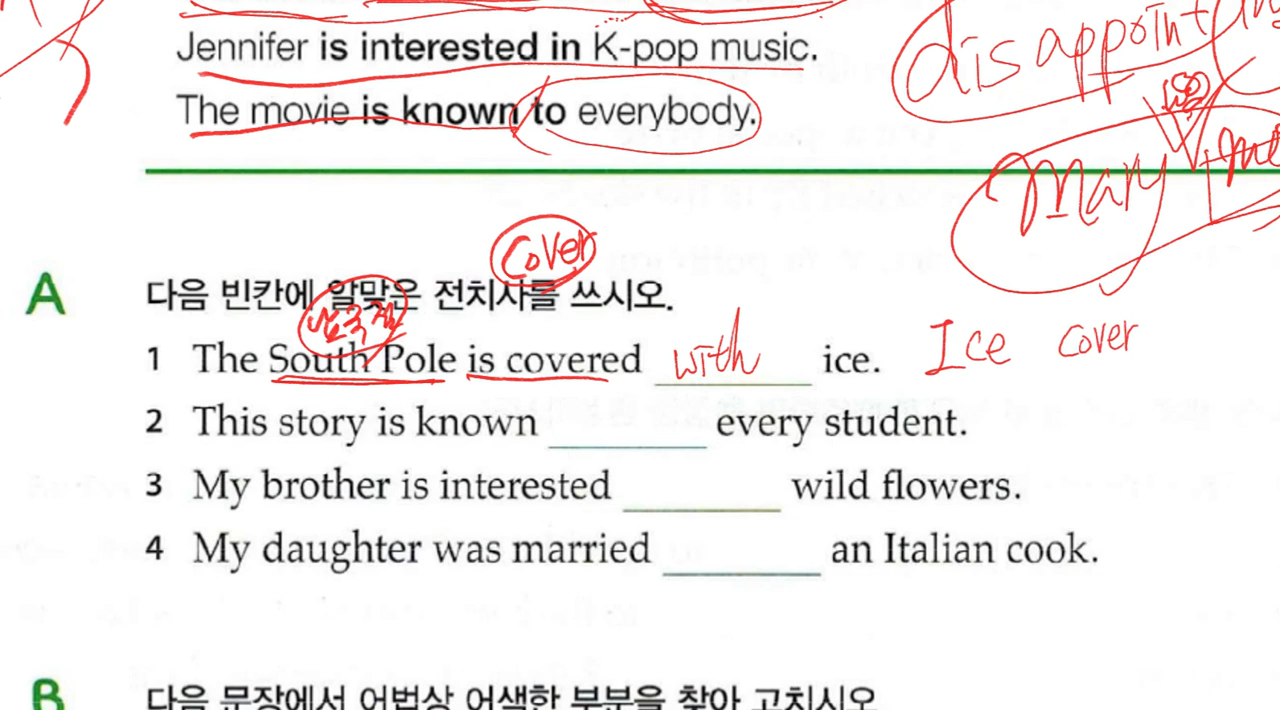 Jennifer is interested in K-pop music.
The movie is known to everybody.
disappoint
Mary
cover
A 다음 빈칸에 알맞은 전치사를 쓰시오.
남극점
1 The South Pole is covered with ice. Ice cover
2 This story is known ______ every student.
3 My brother is interested ______ wild flowers.
4 My daughter was married ______ an Italian cook.
B 다음 문장에서 어법상 어색한 부분을 찾아 고치시오